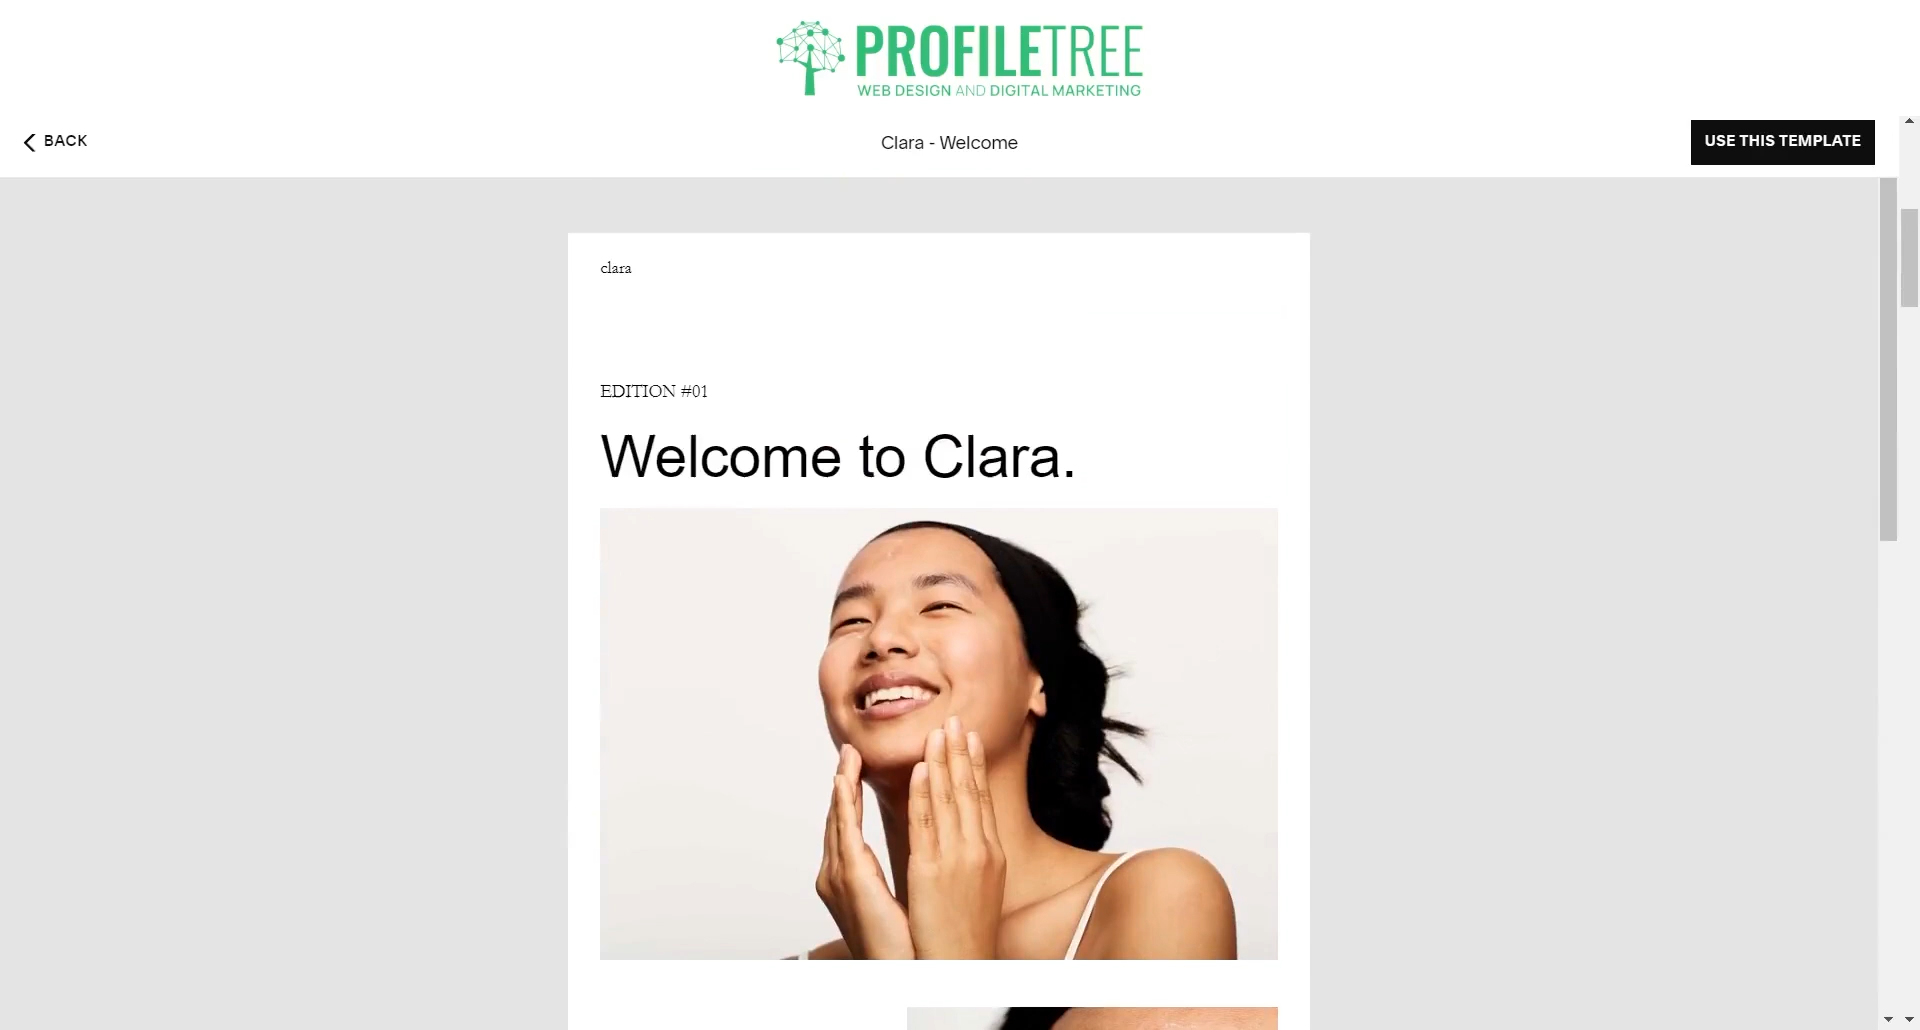 PROFILETREE
WEB DESIGN AND DIGITAL MARKETING
BACK
Clara - Welcome
USE THIS TEMPLATE
clara
EDITION #01
Welcome to Clara.